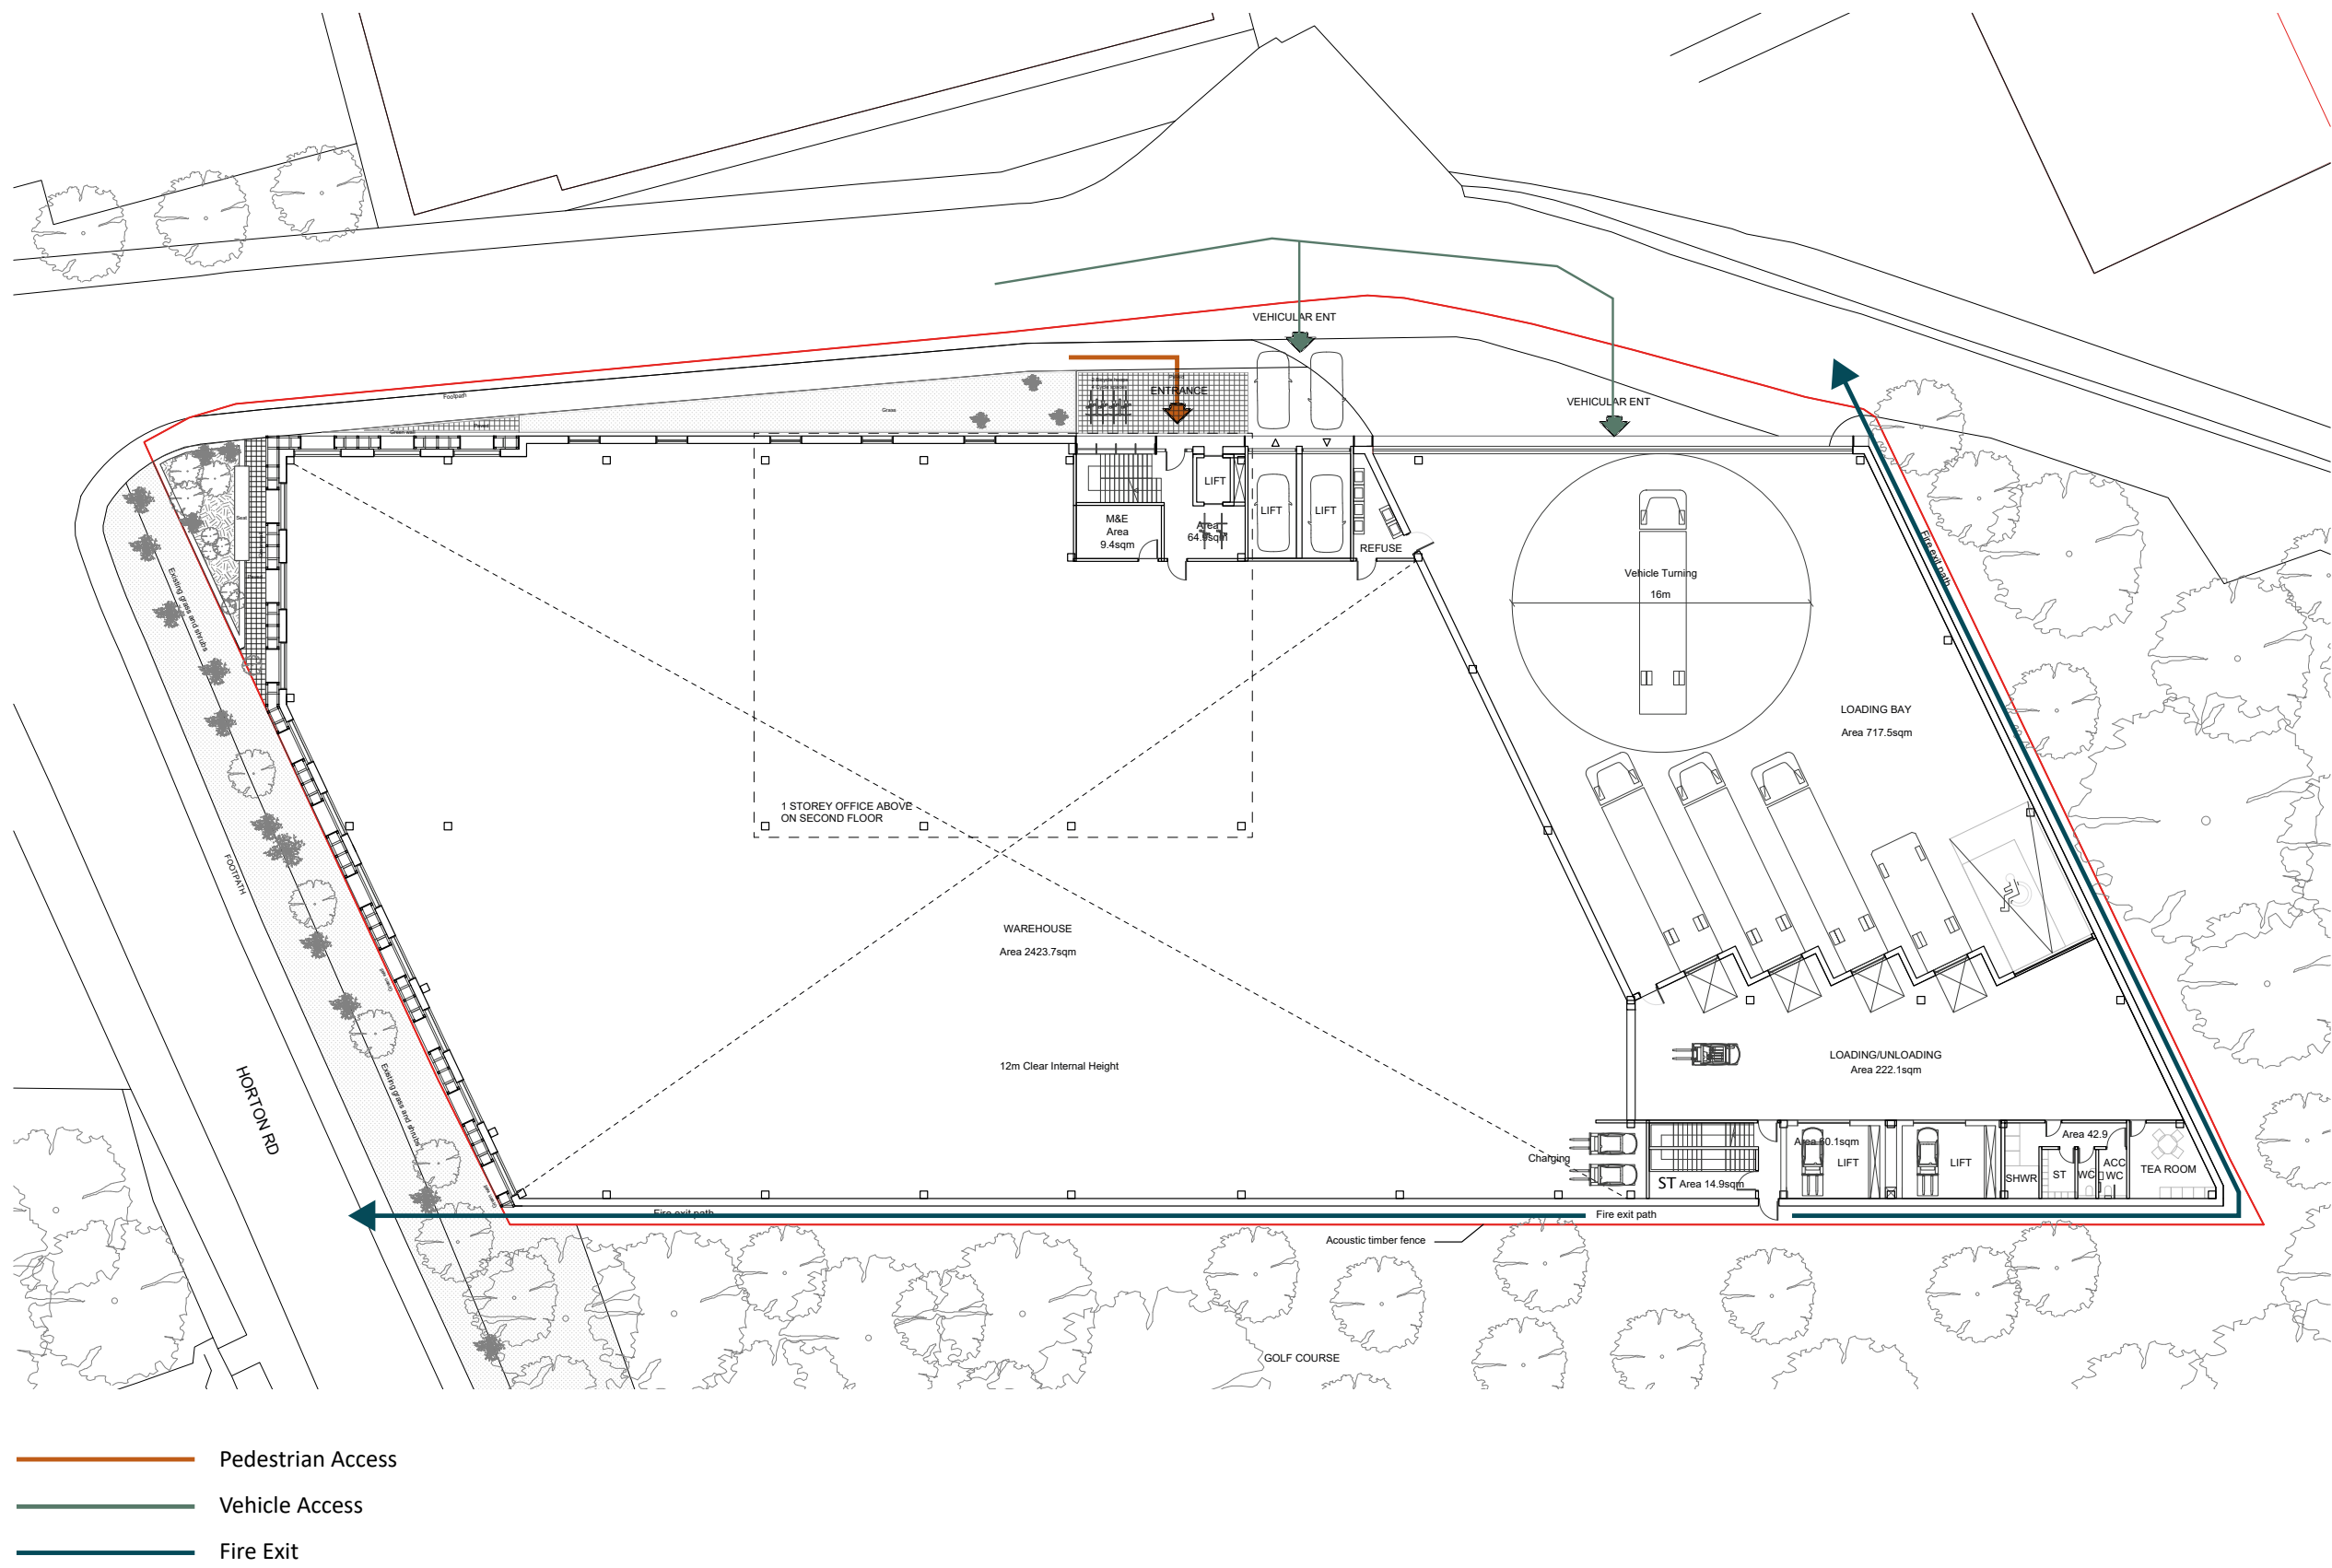 VEHICULAR ENT
VEHICULAR ENT
Footpath
Grass
Paved
ENTRANCE
LIFT
LIFT
LIFT
M&E
Area
9.4sqm
Area
REFUSE
Seat
Paved
Existing grass and shrubs
Vehicle Turning
16m
Fire exit path
LOADING BAY
Area 717.5sqm
1 STOREY OFFICE ABOVE
ON SECOND FLOOR
FOOTPATH
WAREHOUSE
Area 2423.7sqm
12m Clear Internal Height
HORTON RD
Existing grass and shrubs
LOADING/UNLOADING
Area 222.1sqm
Charging
ST Area 14.9sqm
Area 60.1sqm
LIFT
LIFT
Area 42.9
SHWR
ST
WC
ACC
WC
TEA ROOM
Fire exit path
Fire exit path
Acoustic timber fence
GOLF COURSE
Pedestrian Access
Vehicle Access
Fire Exit